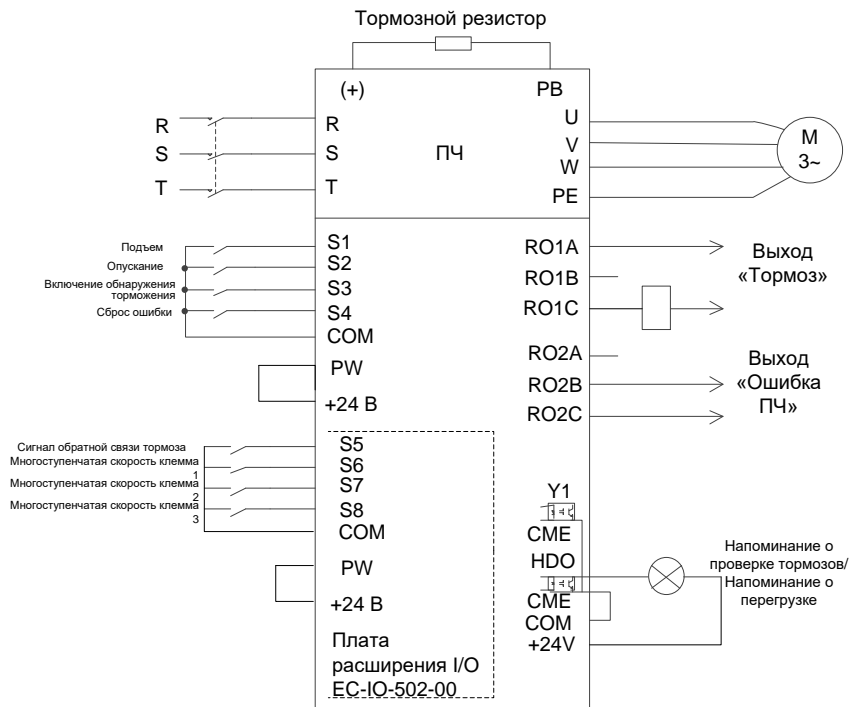 Тормозной резистор
(+)
PB
R
S
T
R
S
T
ПЧ
U
V
W
PE
M
3~
Подъем
Опускание
Включение обнаружения
торможения
Сброс ошибки
S1
S2
S3
S4
COM
PW
+24 В
RO1A
RO1B
RO1C
RO2A
RO2B
RO2C
Выход
«Тормоз»
Выход
«Ошибка
ПЧ»
Сигнал обратной связи тормоза
Многоступенчатая скорость клемма
1
Многоступенчатая скорость клемма
2
Многоступенчатая скорость клемма
3
S5
S6
S7
S8
COM
PW
+24 В
Плата
расширения I/O
EC-IO-502-00
Y1
CME
HDO
CME
COM
+24V
Напоминание о
проверке тормозов/
Напоминание о
перегрузке